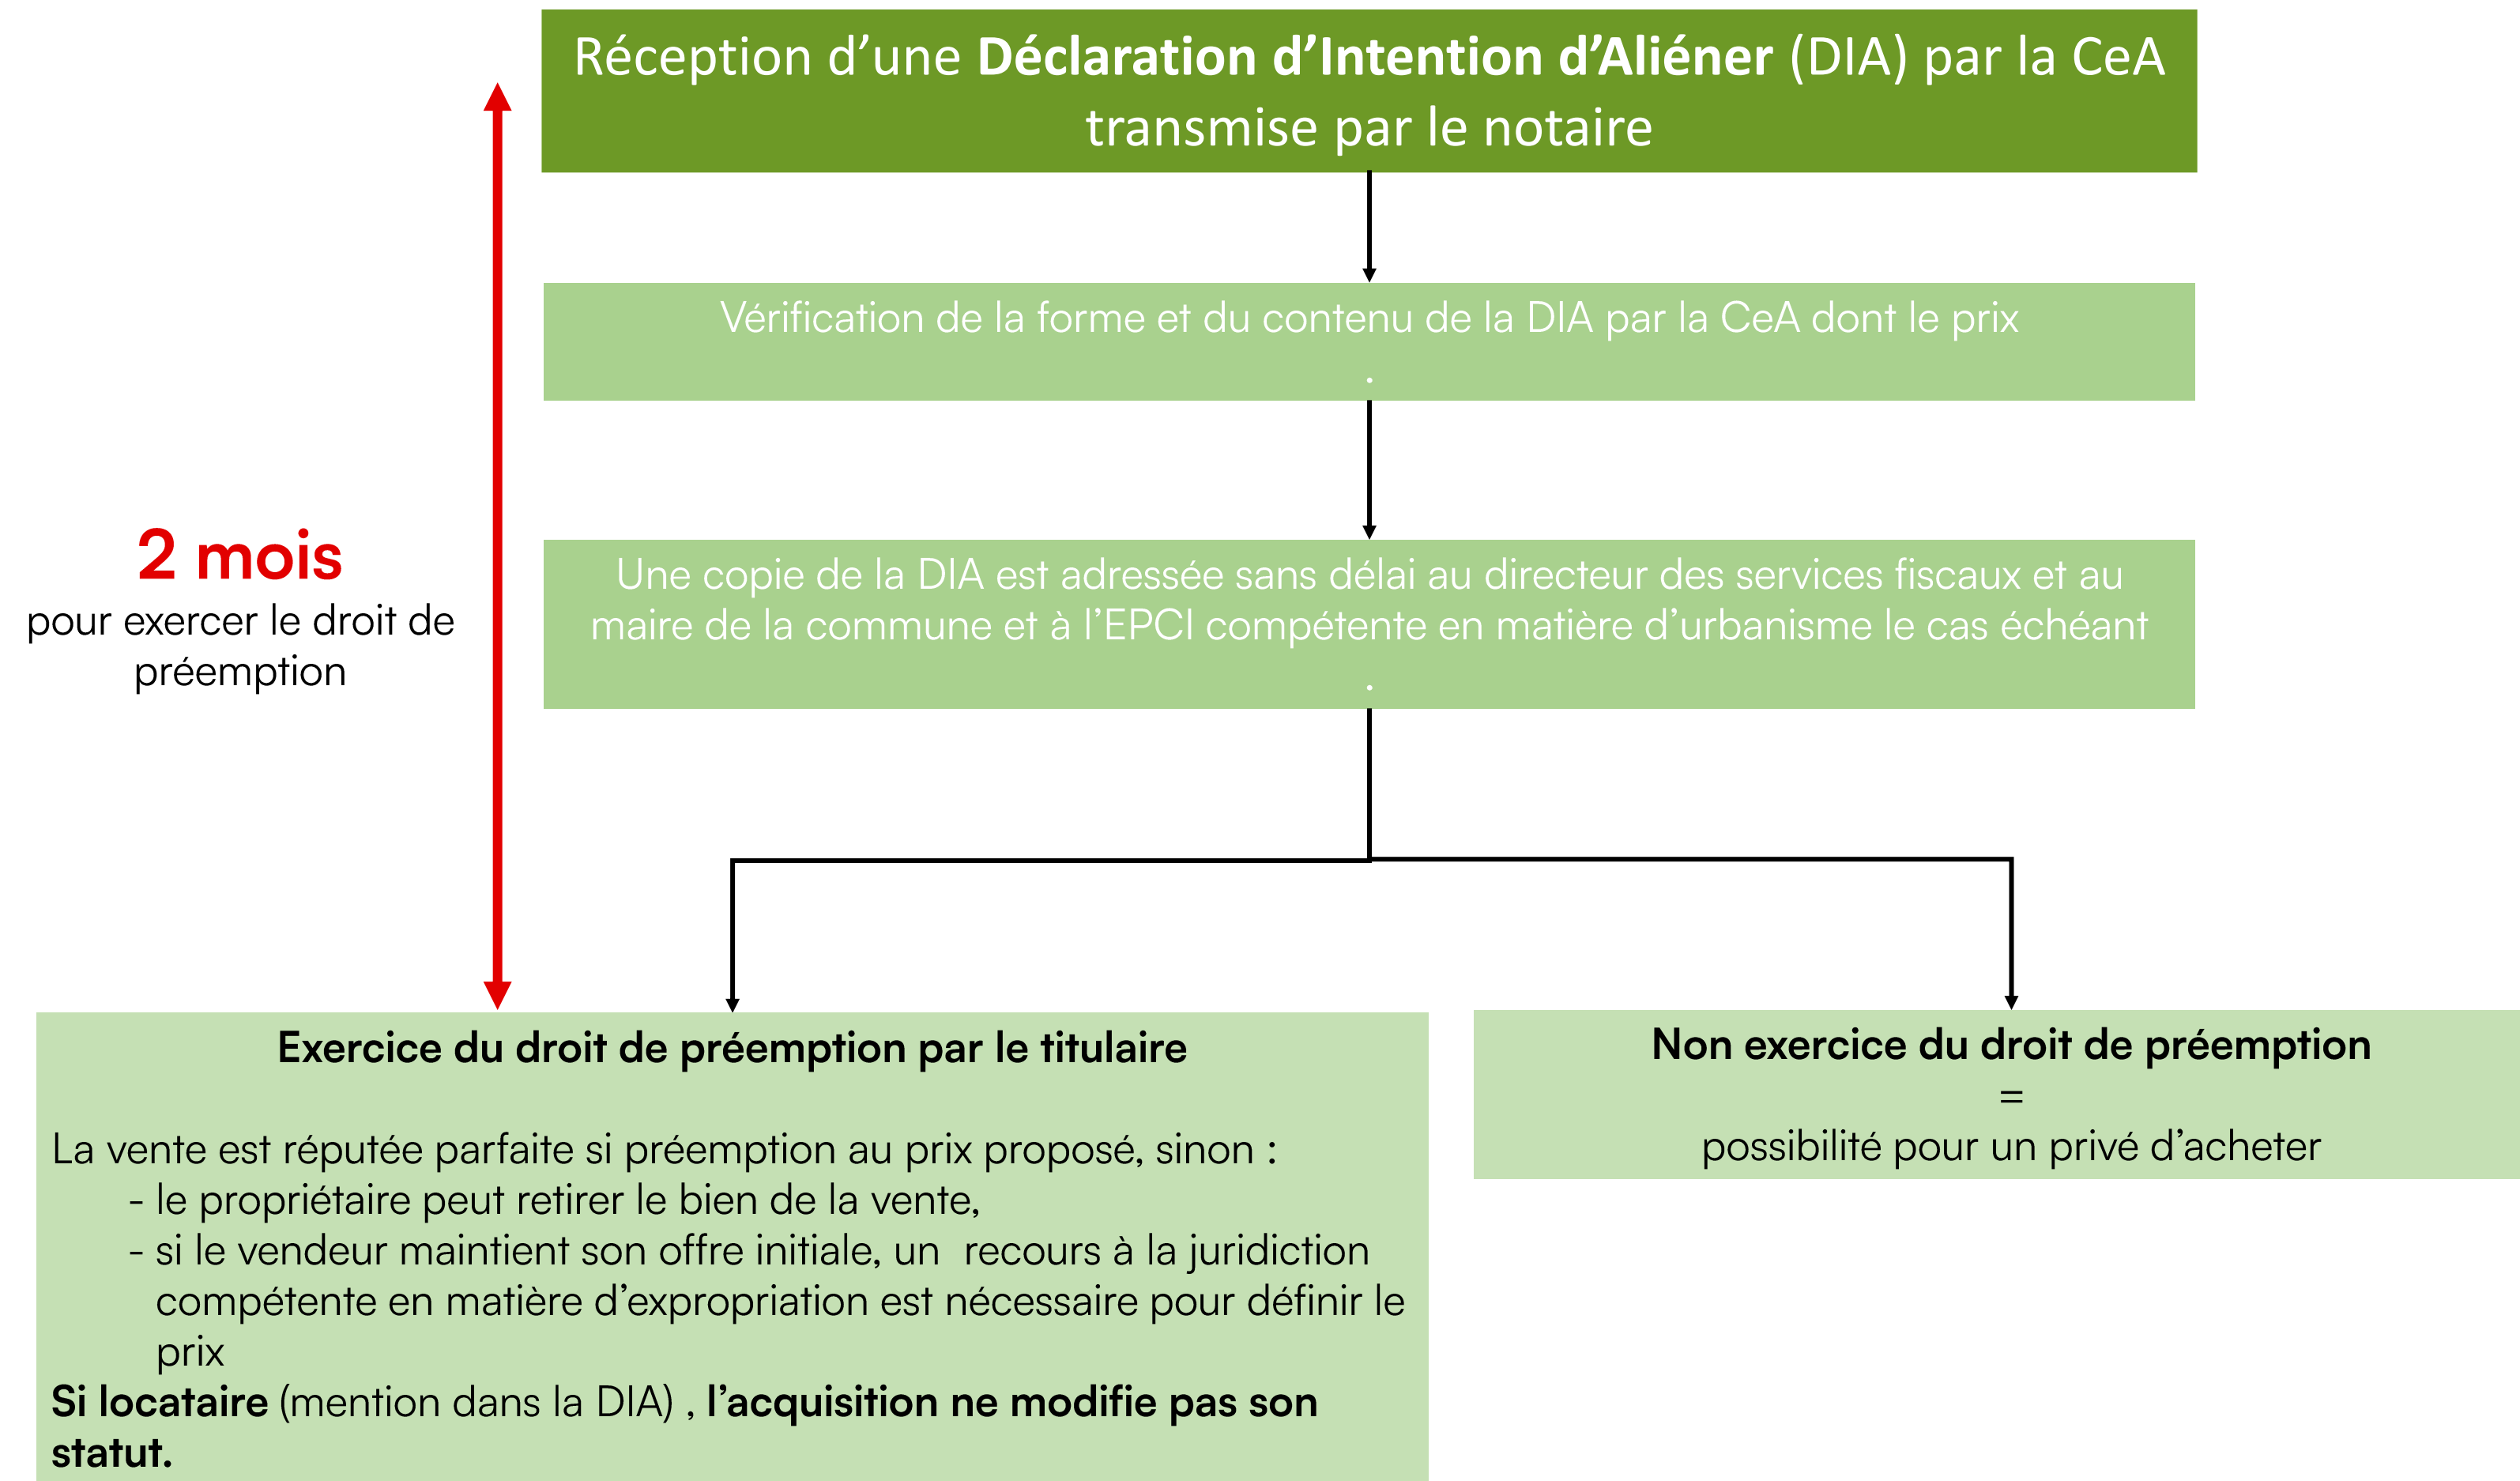 Réception d’une Déclaration d’Intention d’Aliéner (DIA) par la CeA
transmise par le notaire
Vérification de la forme et du contenu de la DIA par la CeA dont le prix
.
2 mois
pour exercer le droit de
préemption
Une copie de la DIA est adressée sans délai au directeur des services fiscaux et au
maire de la commune et à l’EPCI compétente en matière d’urbanisme le cas échéant
.
Exercice du droit de préemption par le titulaire
La vente est réputée parfaite si préemption au prix proposé, sinon :
- le propriétaire peut retirer le bien de la vente,
- si le vendeur maintient son offre initiale, un  recours à la juridiction
compétente en matière d’expropriation est nécessaire pour définir le
prix
Si locataire (mention dans la DIA) , l’acquisition ne modifie pas son
statut.
Non exercice du droit de préemption
=
possibilité pour un privé d’acheter